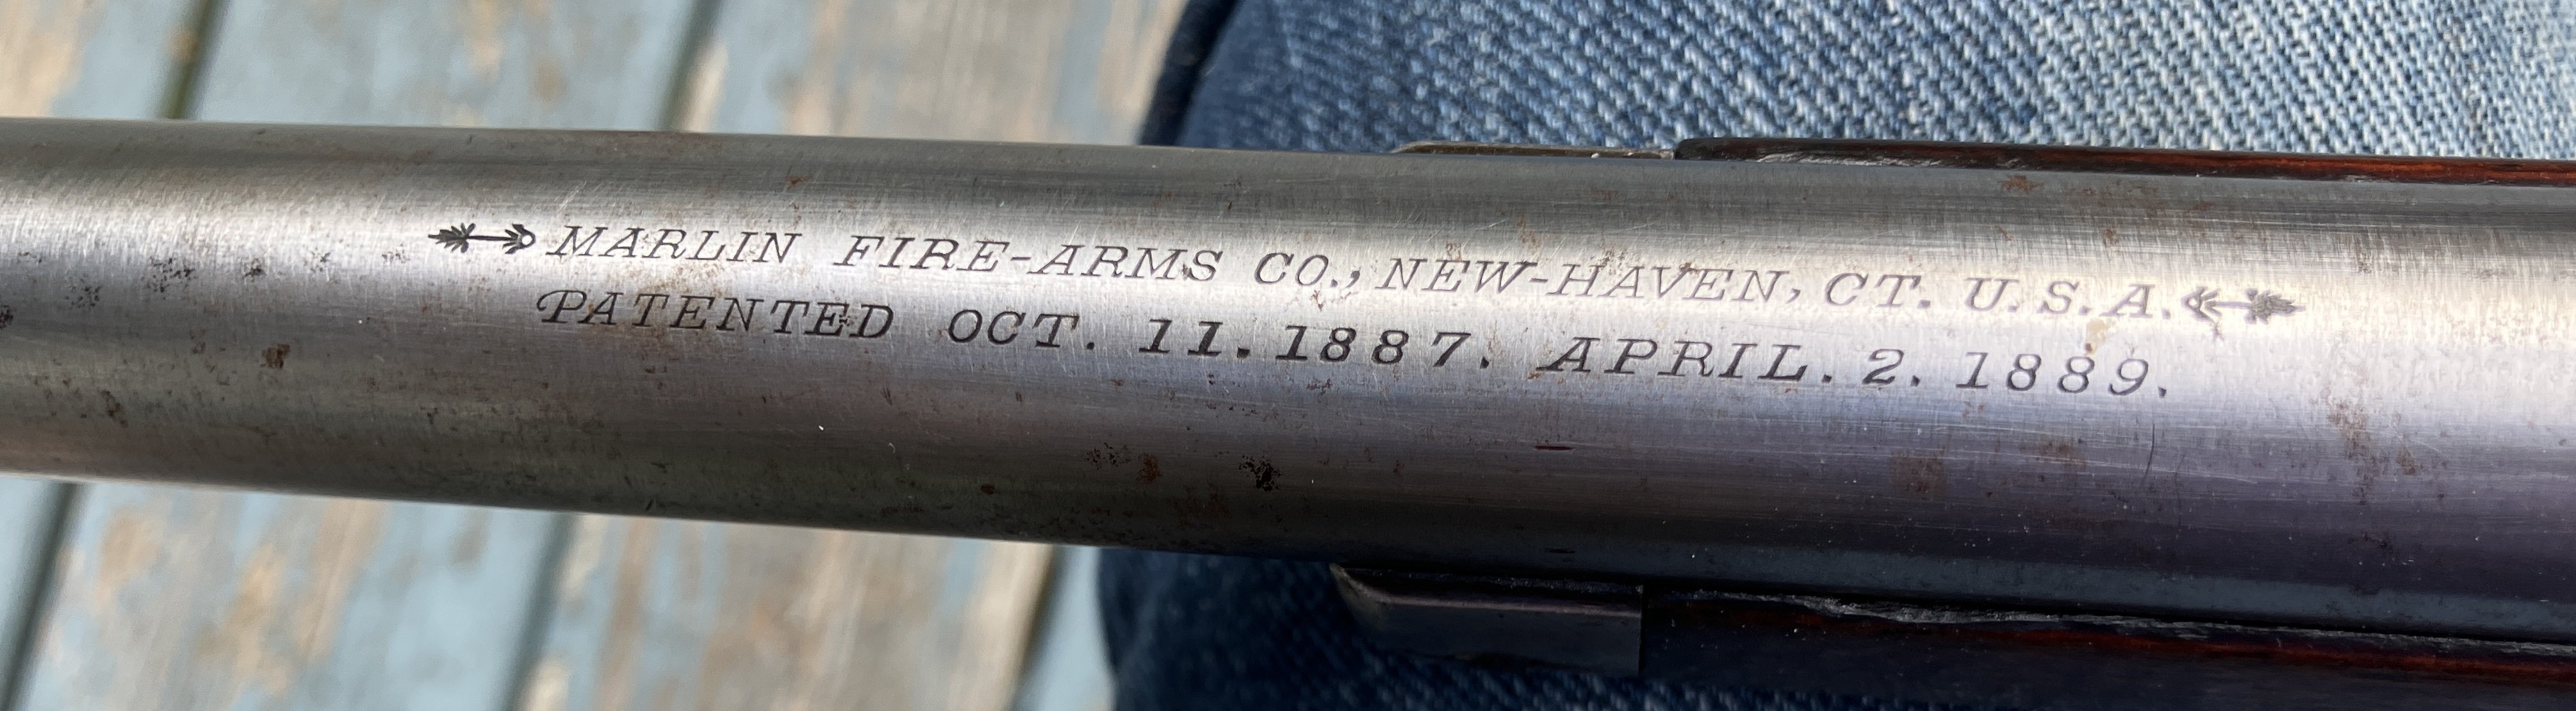 MARLIN FIRE-ARMS CO., NEW-HAVEN, CT. U.S.A.
PATENTED OCT. 11. 1887. APRIL. 2. 1889.